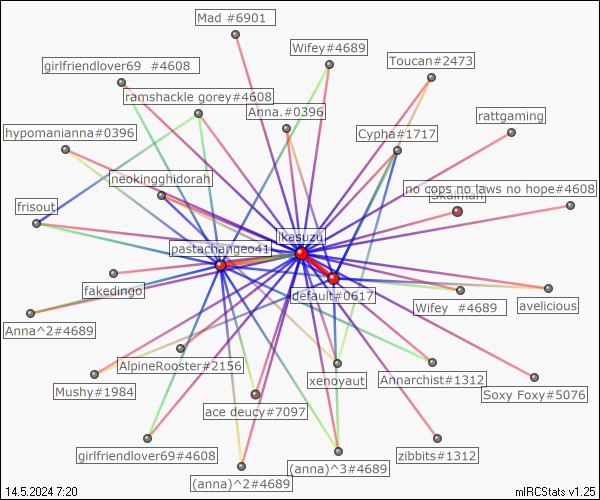 Mad #6901
Wifey#4689
Toucan#2473
girlfriendlover69 #4608
ramshackle gorey#4608
Anna.#0396
rattgaming
hypomanianna#0396
Cypha#1717
neokingghidorah
no cops no laws no hope#4608
frisout
ikasuzu
pastachangeo41
fakedingo
default#0617
Wifey #4689
avelicious
Anna^2#4689
AlpineRooster#2156
xenoyaut
Annarchist#1312
Mushy#1984
Soxy Foxy#5076
ace deucy#7097
girlfriendlover69#4608
(anna)^3#4689
zibbits#1312
(anna)^2#4689
14.5.2024 7:20
mIRCStats v1.25